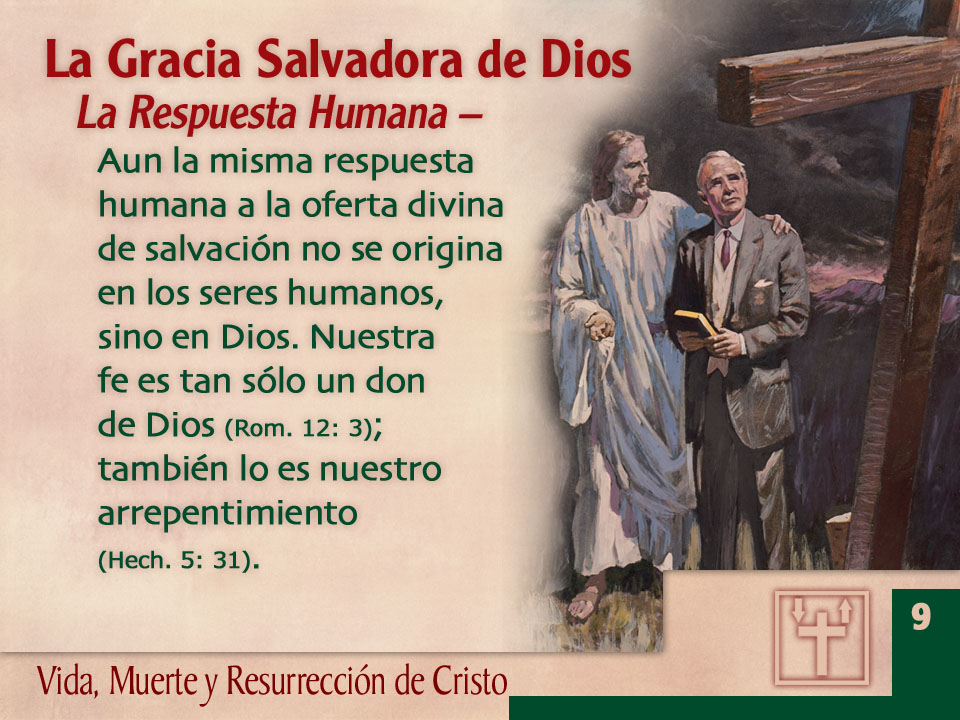 La Gracia Salvadora de Dios
La Respuesta Humana –
Aun la misma respuesta
humana a la oferta divina
de salvación no se origina
en los seres humanos,
sino en Dios. Nuestra
fe es tan sólo un don
de Dios (Rom. 12: 3);
también lo es nuestro
arrepentimiento
(Hech. 5: 31).
9
Vida, Muerte y Resurrección de Cristo